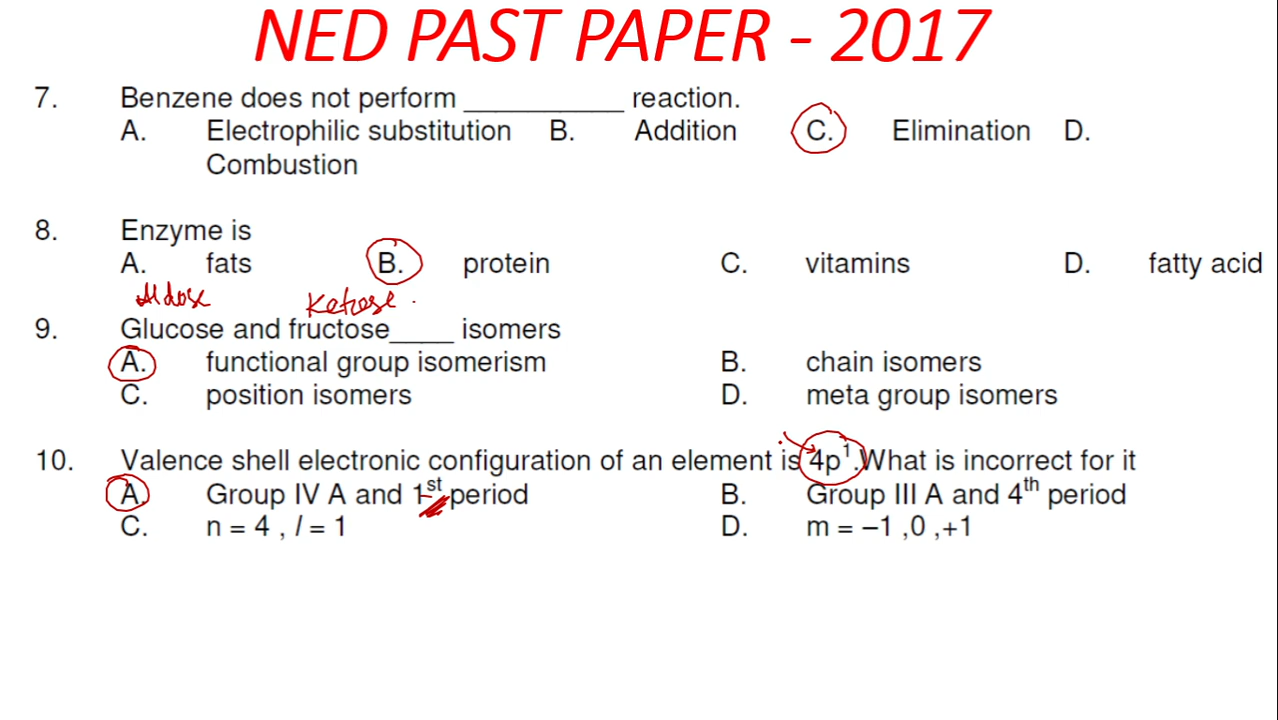 NED PAST PAPER - 2017
7. Benzene does not perform __________ reaction.
A. Electrophilic substitution B. Addition C. Elimination D.
Combustion
8. Enzyme is
A. fats B. protein C. vitamins D. fatty acid
Aldose Ketose
9. Glucose and fructose____ isomers
A. functional group isomerism B. chain isomers
C. position isomers D. meta group isomers
10. Valence shell electronic configuration of an element is 4p¹.What is incorrect for it
A. Group IV A and 1st period B. Group III A and 4th period
C. n = 4 , l = 1 D. m = –1 ,0 ,+1